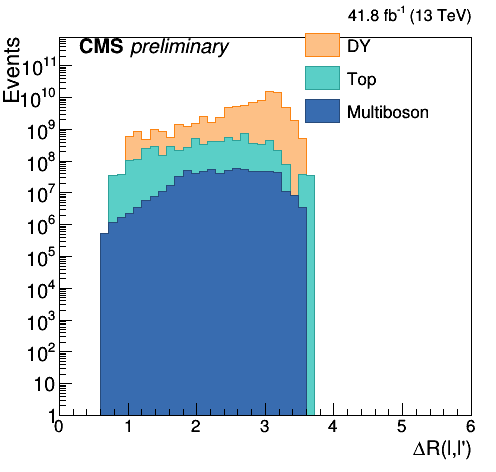 41.8 fb⁻¹ (13 TeV)
CMS preliminary
DY
Top
Multiboson
Events
10¹¹
10¹⁰
10⁹
10⁸
10⁷
10⁶
10⁵
10⁴
10³
10²
10
1
0 1 2 3 4 5 6
ΔR(l,l')